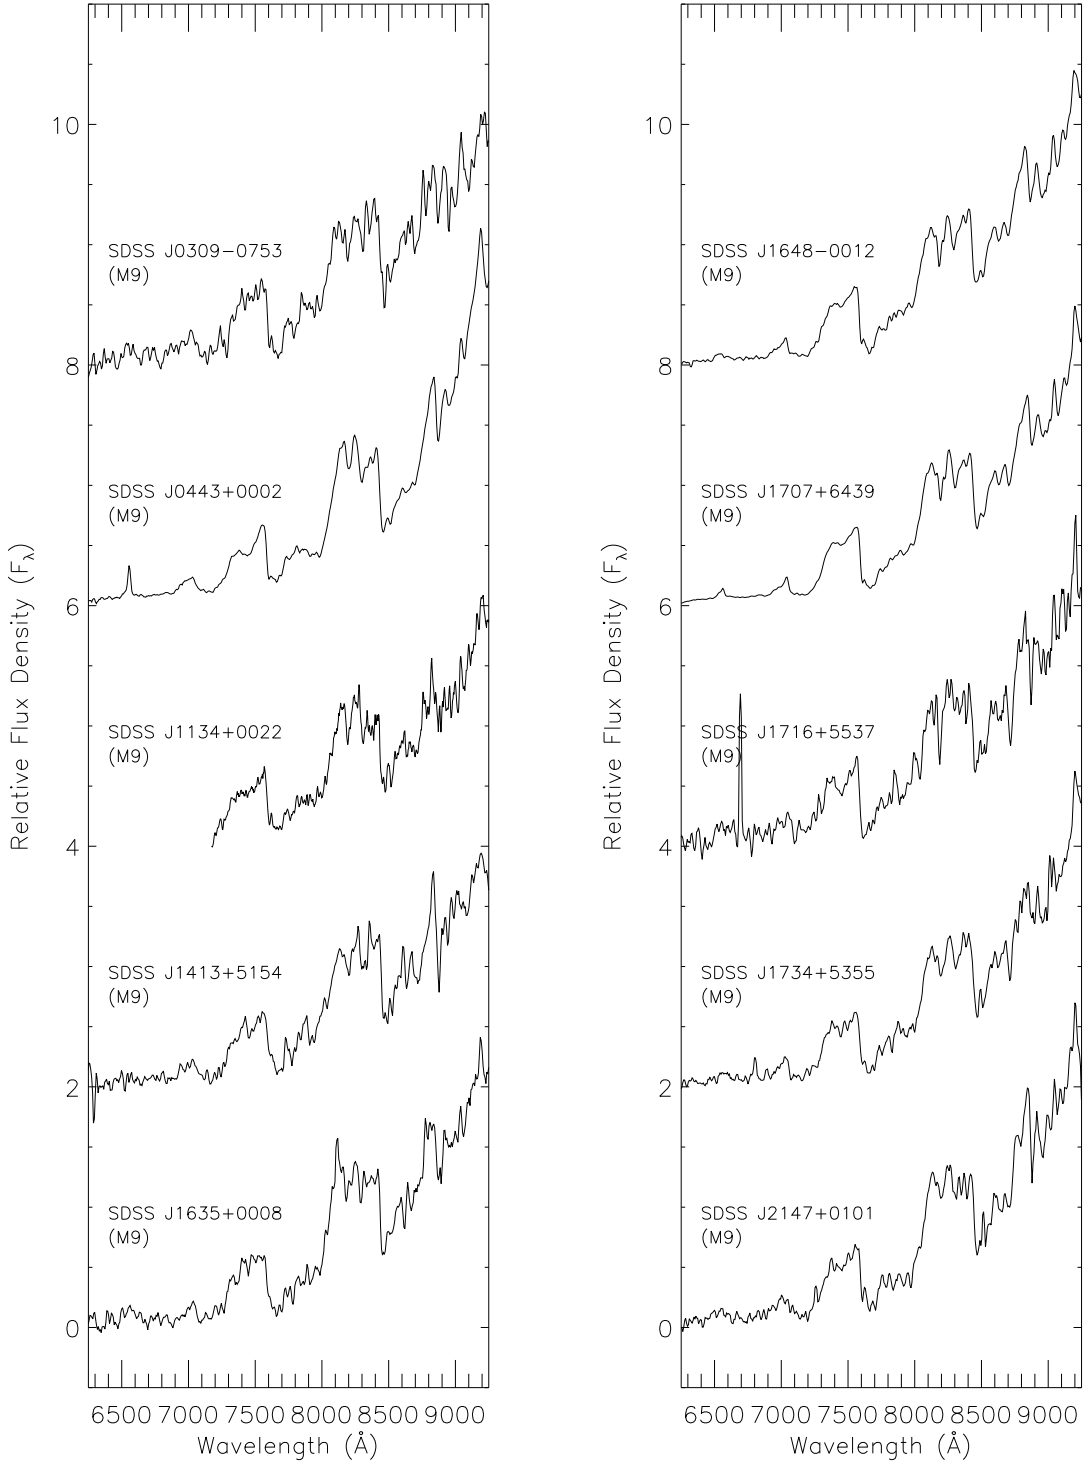 10
8
6
4
2
0
Relative Flux Density (Fλ)
SDSS J0309−0753
(M9)
SDSS J0443+0002
(M9)
SDSS J1134+0022
(M9)
SDSS J1413+5154
(M9)
SDSS J1635+0008
(M9)
6500 7000 7500 8000 8500 9000
Wavelength (Å)
10
8
6
4
2
0
Relative Flux Density (Fλ)
SDSS J1648−0012
(M9)
SDSS J1707+6439
(M9)
SDSS J1716+5537
(M9)
SDSS J1734+5355
(M9)
SDSS J2147+0101
(M9)
6500 7000 7500 8000 8500 9000
Wavelength (Å)